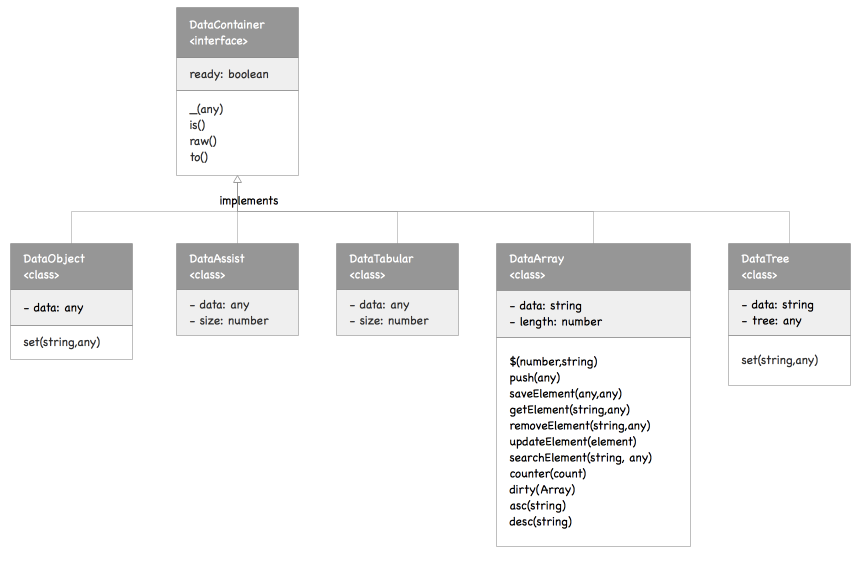 DataContainer
<interface>
ready: boolean
_(any)
is()
raw()
to()
implements
DataObject
<class>
- data: any
set(string,any)
DataAssist
<class>
- data: any
- size: number
DataTabular
<class>
- data: any
- size: number
DataArray
<class>
- data: string
- length: number
$(number,string)
push(any)
saveElement(any,any)
getElement(string,any)
removeElement(string,any)
updateElement(element)
searchElement(string, any)
counter(count)
dirty(Array)
asc(string)
desc(string)
DataTree
<class>
- data: string
- tree: any
set(string,any)